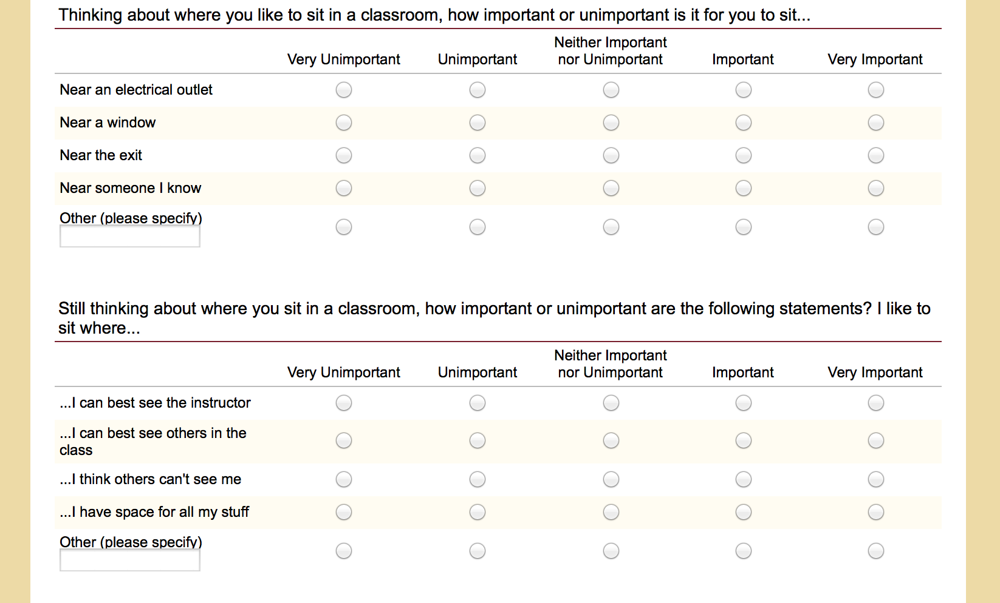 Thinking about where you like to sit in a classroom, how important or unimportant is it for you to sit...
Neither Important
Very Unimportant Unimportant nor Unimportant Important Very Important
Near an electrical outlet
Near a window
Near the exit
Near someone I know
Other (please specify)
Still thinking about where you sit in a classroom, how important or unimportant are the following statements? I like to
sit where...
Neither Important
Very Unimportant Unimportant nor Unimportant Important Very Important
...I can best see the instructor
...I can best see others in the
class
...I think others can't see me
...I have space for all my stuff
Other (please specify)